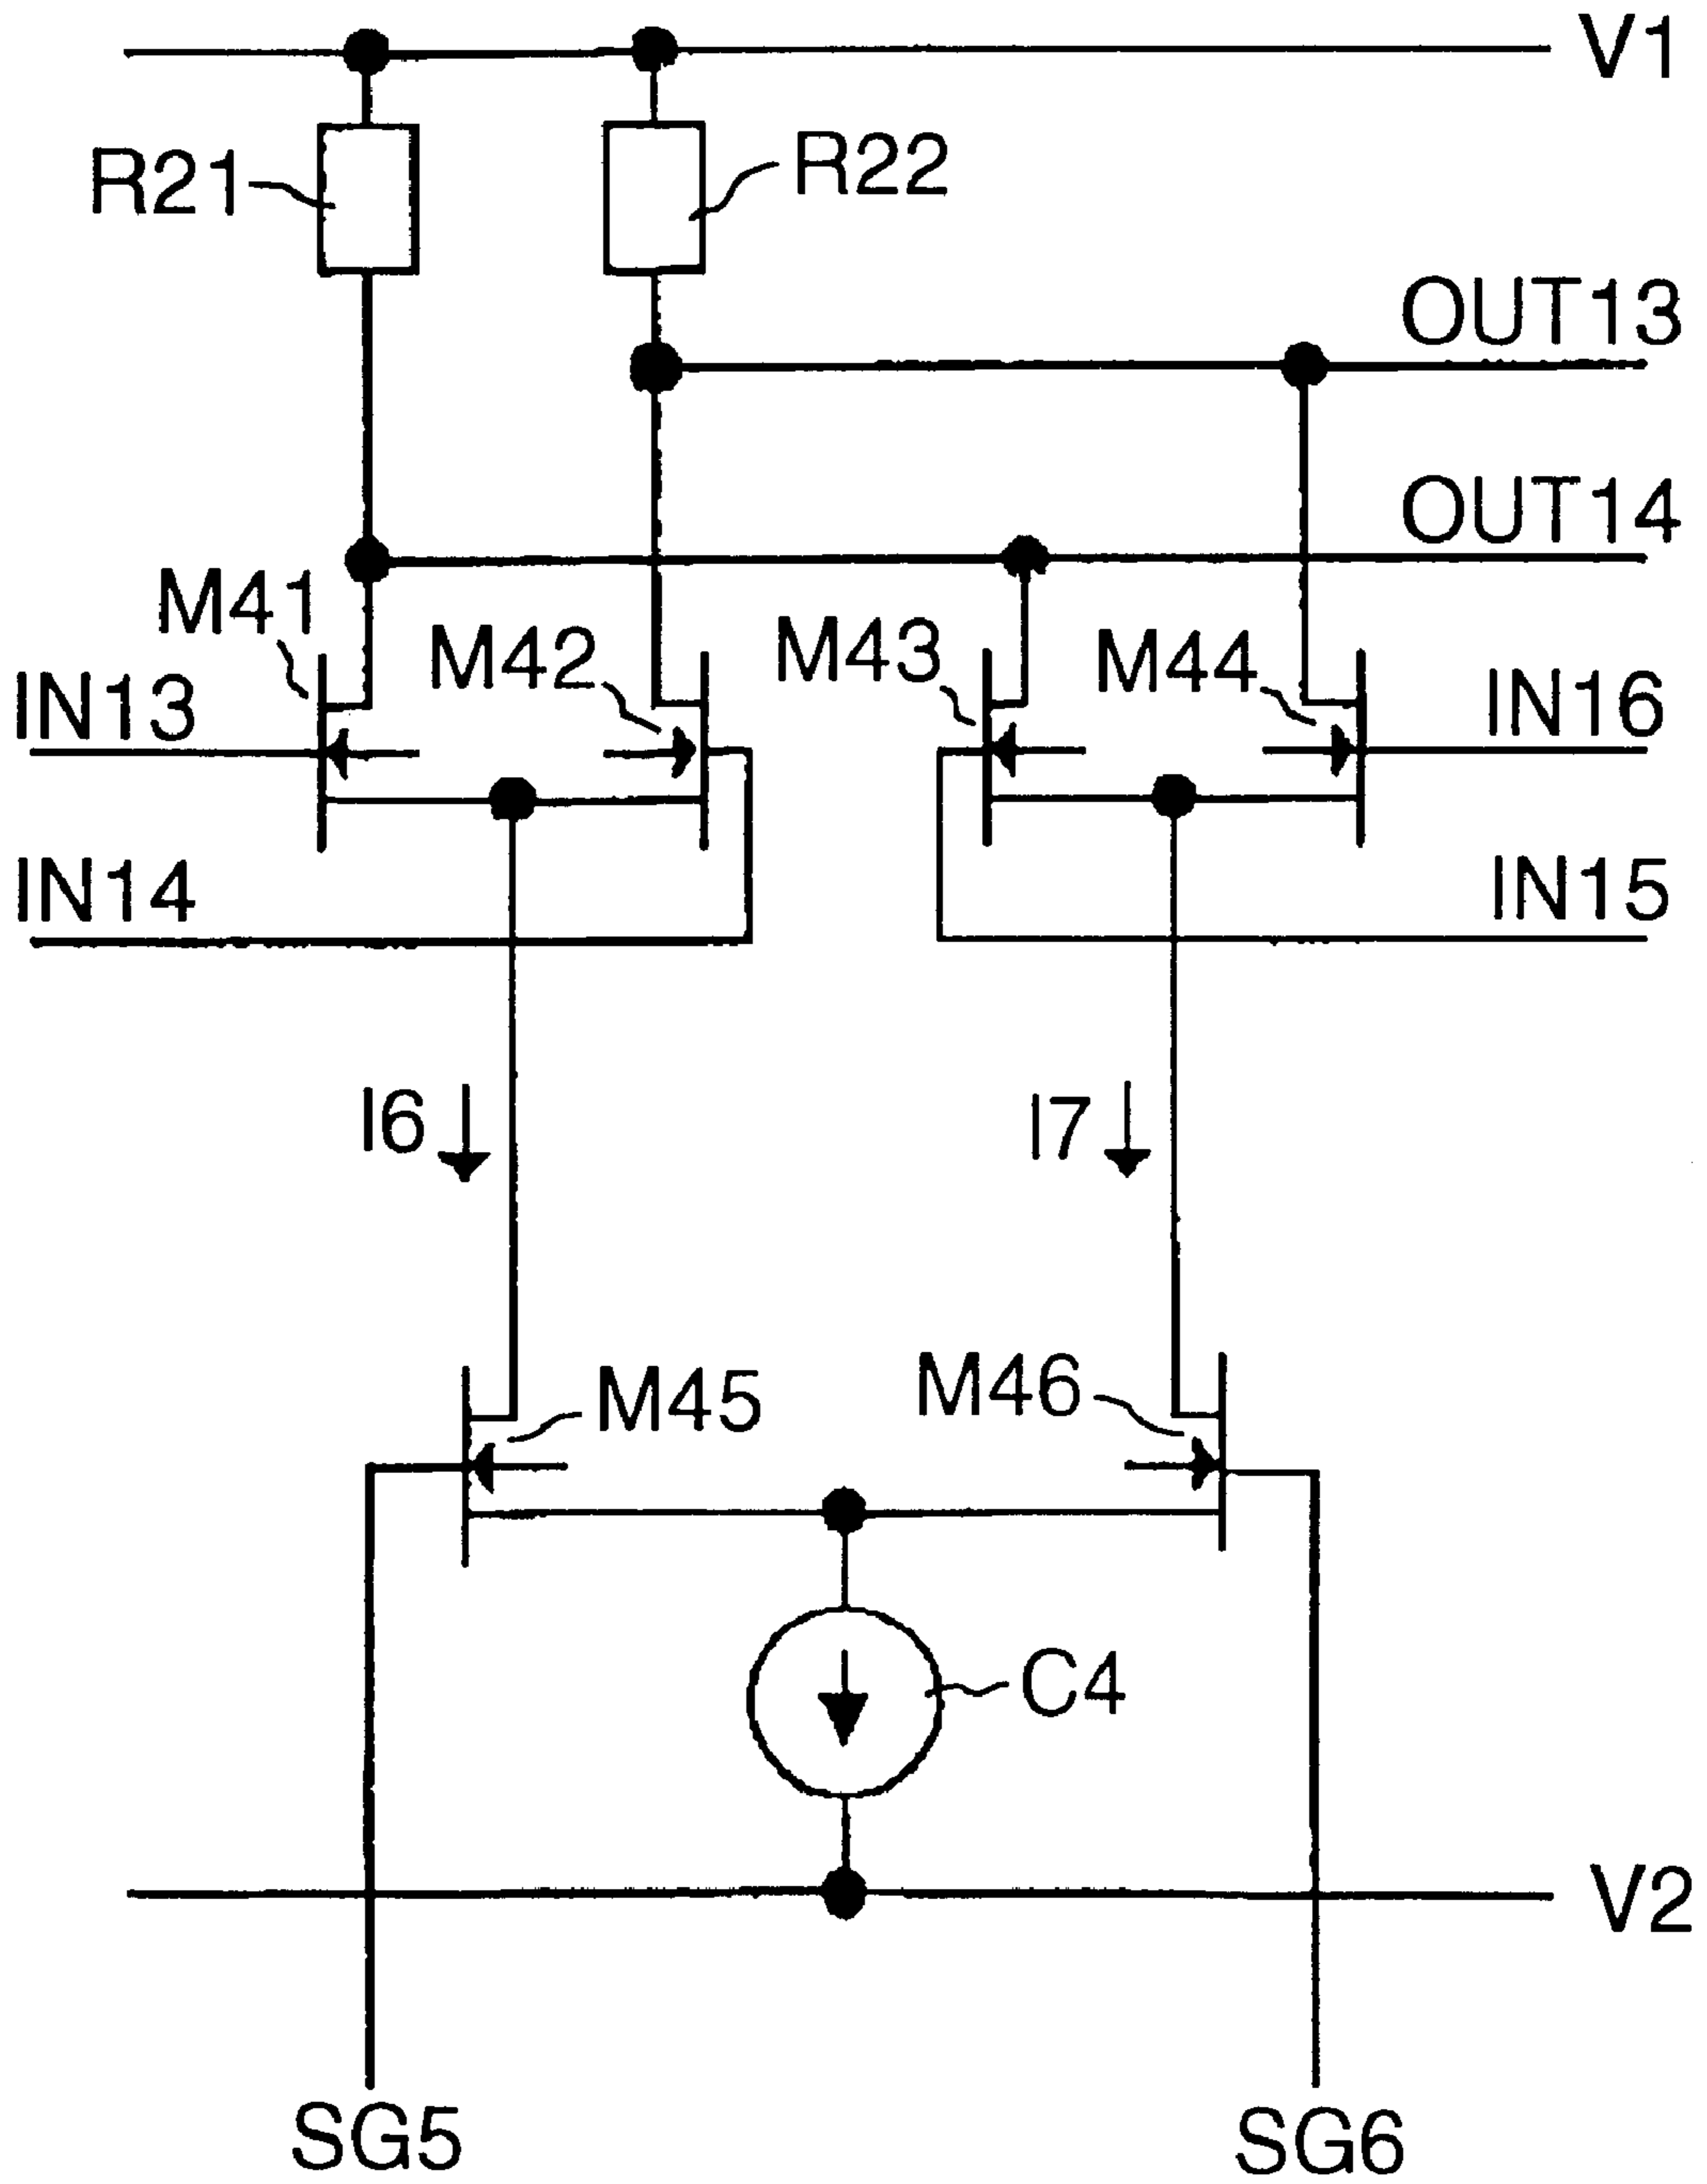 V1
R21
R22
OUT13
OUT14
M41
M42
M43
M44
IN13
IN16
IN14
IN15
I6
I7
M45
M46
C4
V2
SG5
SG6